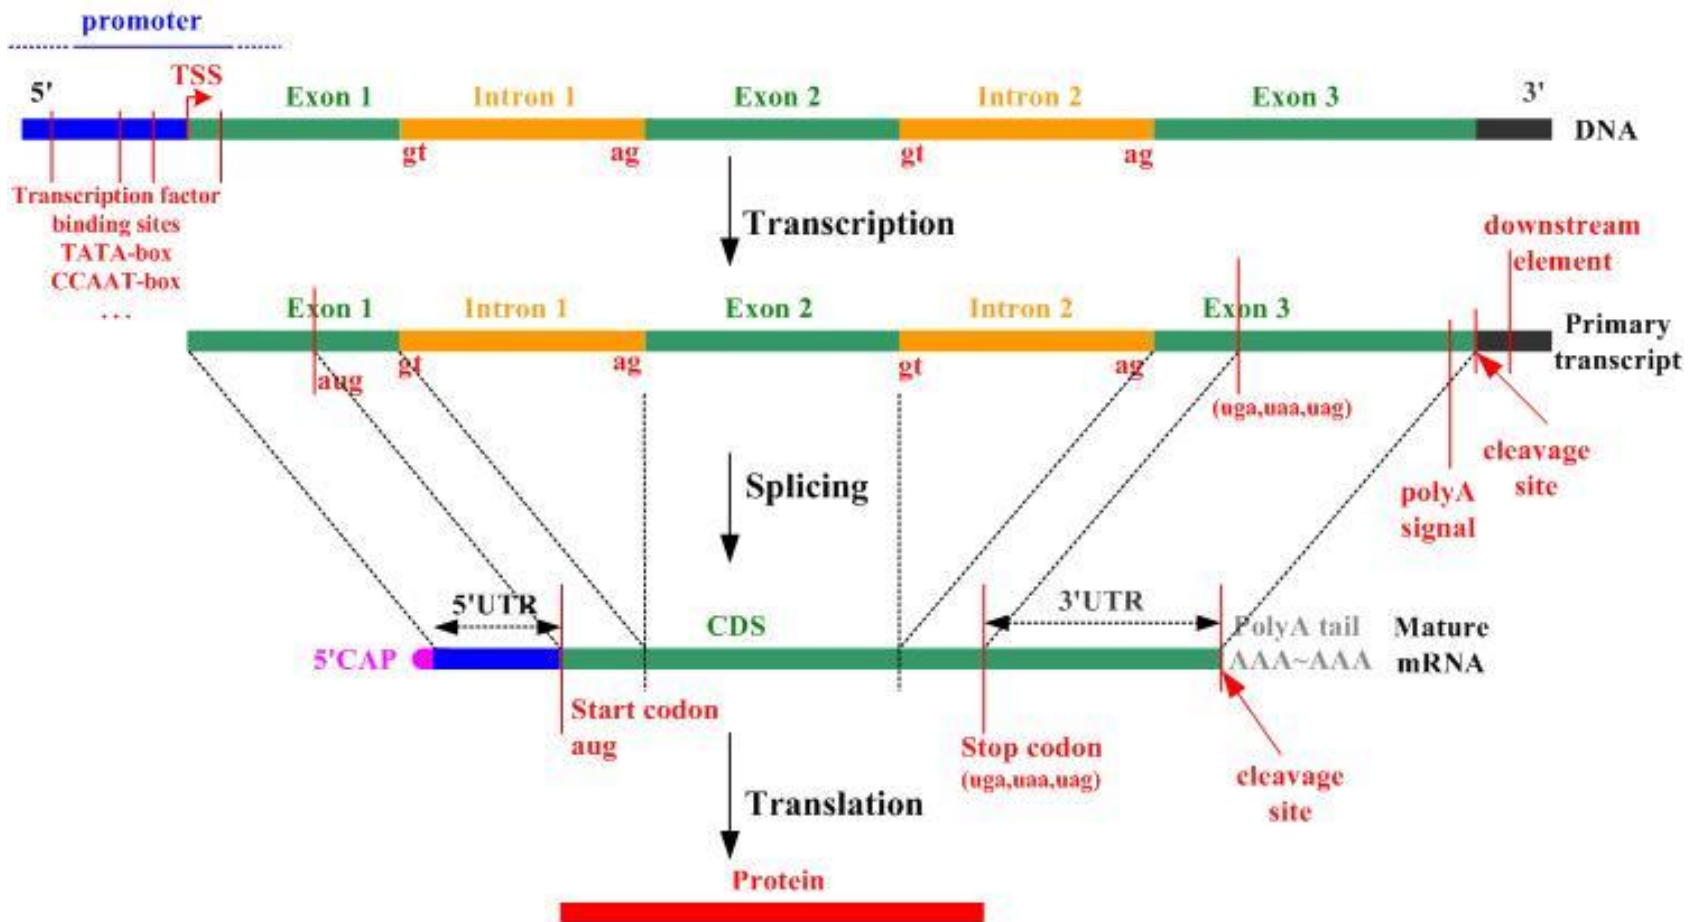 promoter
5'
TSS
Exon 1
Intron 1
Exon 2
Intron 2
Exon 3
3'
DNA
gt
ag
gt
ag
Transcription factor
binding sites
TATA-box
CCAAT-box
...
Transcription
downstream
element
Exon 1
Intron 1
Exon 2
Intron 2
Exon 3
Primary
transcript
aug
gt
ag
gt
ag
(uga,uaa,uag)
cleavage
site
polyA
signal
Splicing
5'UTR
CDS
3'UTR
PolyA tail
AAA~AAA
Mature
mRNA
5'CAP
Start codon
aug
Stop codon
(uga,uaa,uag)
cleavage
site
Translation
Protein